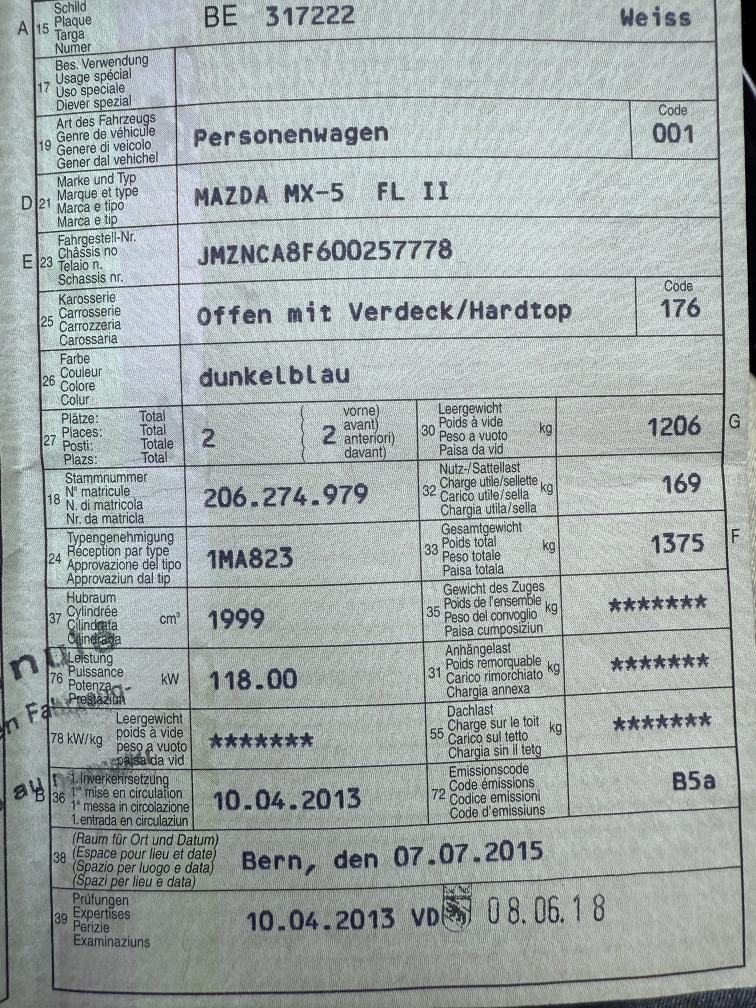 A 15 Schild
Plaque
Targa
Numer
BE 317222 Weiss
17 Bes. Verwendung
Usage spécial
Uso speciale
Diever spezial
19 Art des Fahrzeugs
Genre de véhicule
Genere di veicolo
Gener dal vehichel
Personenwagen
Code
001
D 21 Marke und Typ
Marque et type
Marca e tipo
Marca e tip
MAZDA MX-5 FL II
E 23 Fahrgestell-Nr.
Châssis no
Telaio n.
Schassis nr.
JMZNCA8F600257778
25 Karosserie
Carrosserie
Carrozzeria
Carossaria
Offen mit Verdeck/Hardtop
Code
176
26 Farbe
Couleur
Colore
Colur
dunkelblau
27 Plätze: Total
Places: Total
Posti: Totale
Plazs: Total
2
2 vorne)
avant)
anteriori)
davant)
30 Leergewicht
Poids à vide
Peso a vuoto
Paisa da vid
kg
1206 G
18 Stammnummer
N° matricule
N. di matricola
Nr. da matricla
206.274.979
32 Nutz-/Sattellast
Charge utile/sellette
Carico utile/sella
Chargia utila/sella
kg
169
24 Typengenehmigung
Réception par type
Approvazione del tipo
Approvaziun dal tip
1MA823
33 Gesamtgewicht
Poids total
Peso totale
Paisa totala
kg
1375 F
37 Hubraum
Cylindrée
Cilindrata
Cilindrada
cm³
1999
35 Gewicht des Zuges
Poids de l'ensemble
Peso del convoglio
Paisa cumposiziun
kg
*******
76 Leistung
Puissance
Potenza
Prestaziun
kW
118.00
31 Anhängelast
Poids remorquable
Carico rimorchiato
Chargia annexa
kg
*******
78 kW/kg Leergewicht
poids à vide
peso a vuoto
paisa da vid
*******
55 Dachlast
Charge sur le toit
Carico sul tetto
Chargia sin il tetg
kg
*******
B 36 1. Inverkehrsetzung
1re mise en circulation
1a messa in circolazione
1. entrada en circulaziun
10.04.2013
72 Emissionscode
Code émissions
Codice emissioni
Code d'emissiuns
B5a
38 (Raum für Ort und Datum)
(Espace pour lieu et date)
(Spazio per luogo e data)
(Spazi per lieu e data)
Bern, den 07.07.2015
39 Prüfungen
Expertises
Perizie
Examinaziuns
10.04.2013 VD 08.06.18